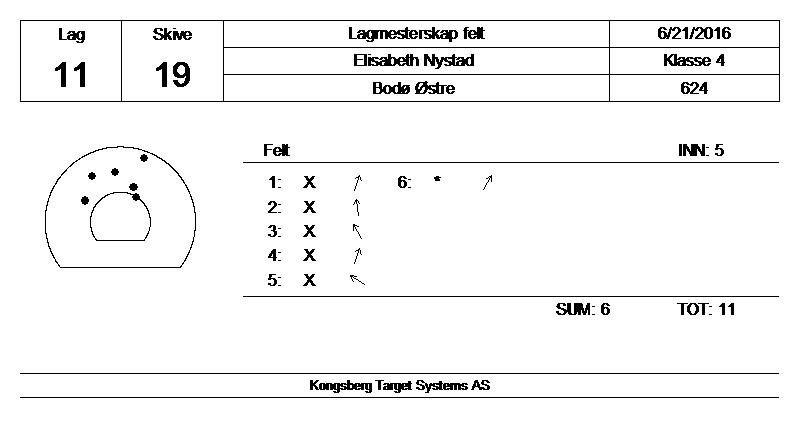 Lag Skive Lagmesterskap felt 6/21/2016
11 19 Elisabeth Nystad Klasse 4
Bodø Østre 624
Felt INN: 5
1: X 6: *
2: X
3: X
4: X
5: X
SUM: 6 TOT: 11
Kongsberg Target Systems AS